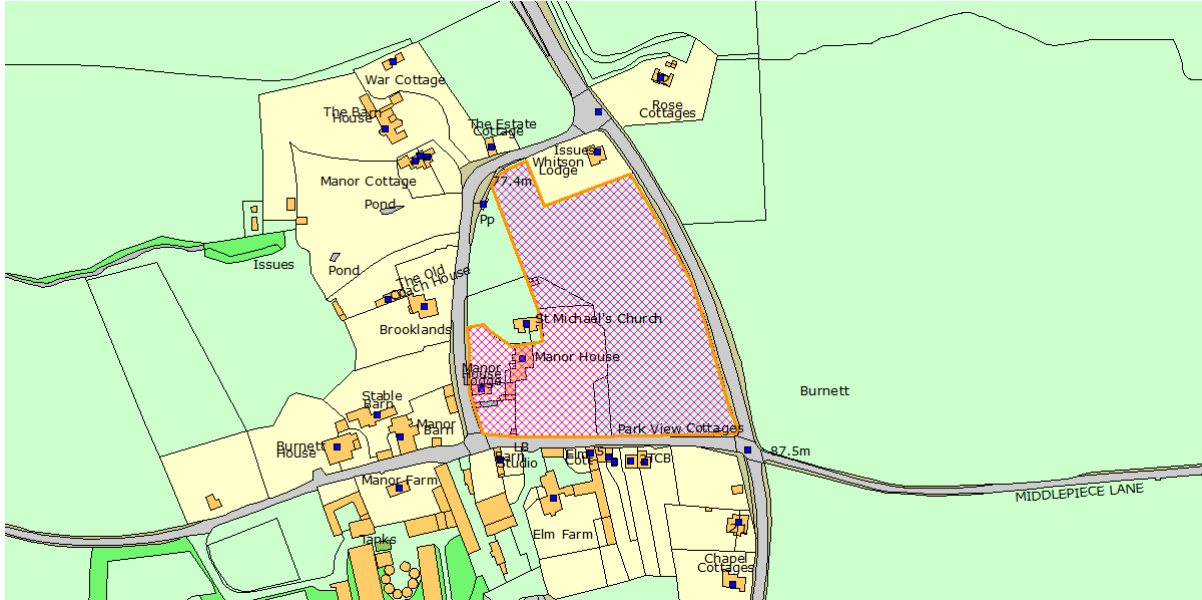 War Cottage
The Barn
House
Rose
Cottages
The Estate
Cottage
Issues
Whitson
Lodge
Manor Cottage
77.4m
Pond
Pp
Issues
Pond
The Old
Coach House
Brooklands
St Michael's Church
Manor House
Manor
House
Lodge
Stable
Barn
Burnett
Manor
Barn
Park View Cottages
Burnett
House
LB
Barn
Studio
Elm
Cott
TCB
87.5m
Manor Farm
MIDDLEPIECE LANE
Elm Farm
Tanks
Chapel
Cottages